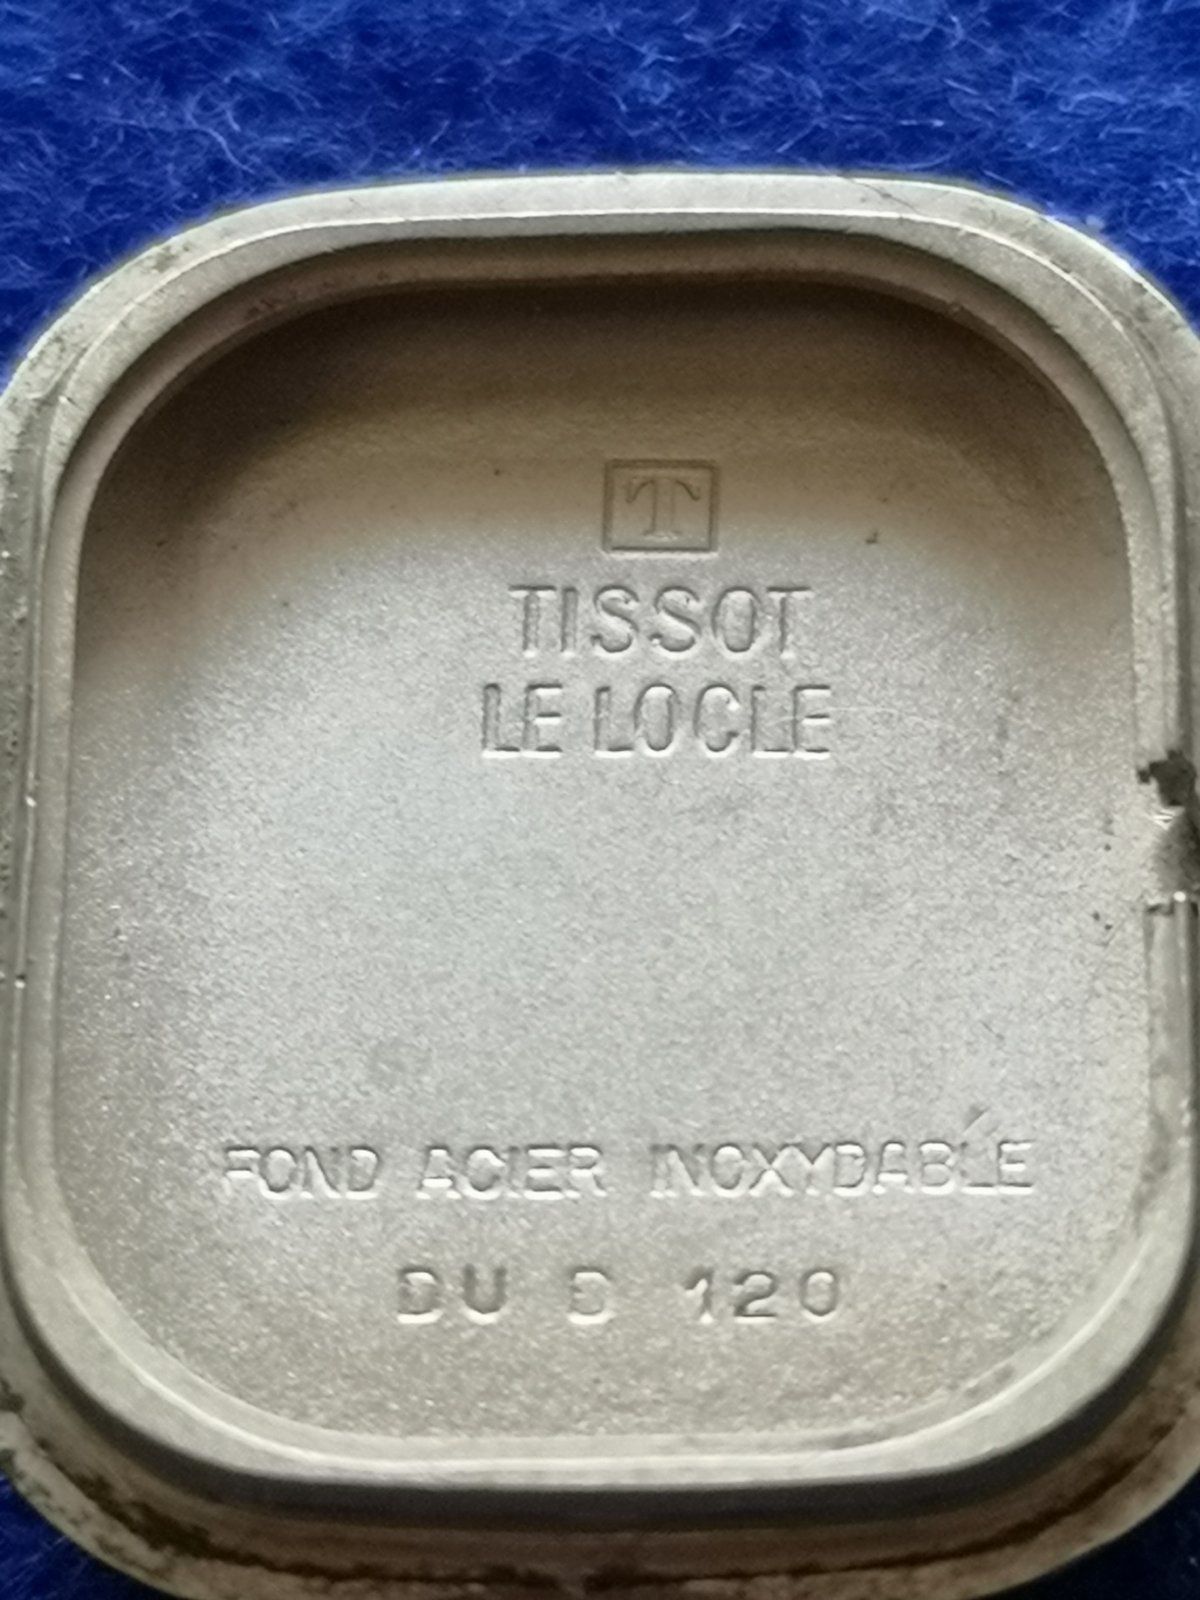 T
TISSOT
LE LOCLE
FOND ACIER INOXYDABLE
DU D 120